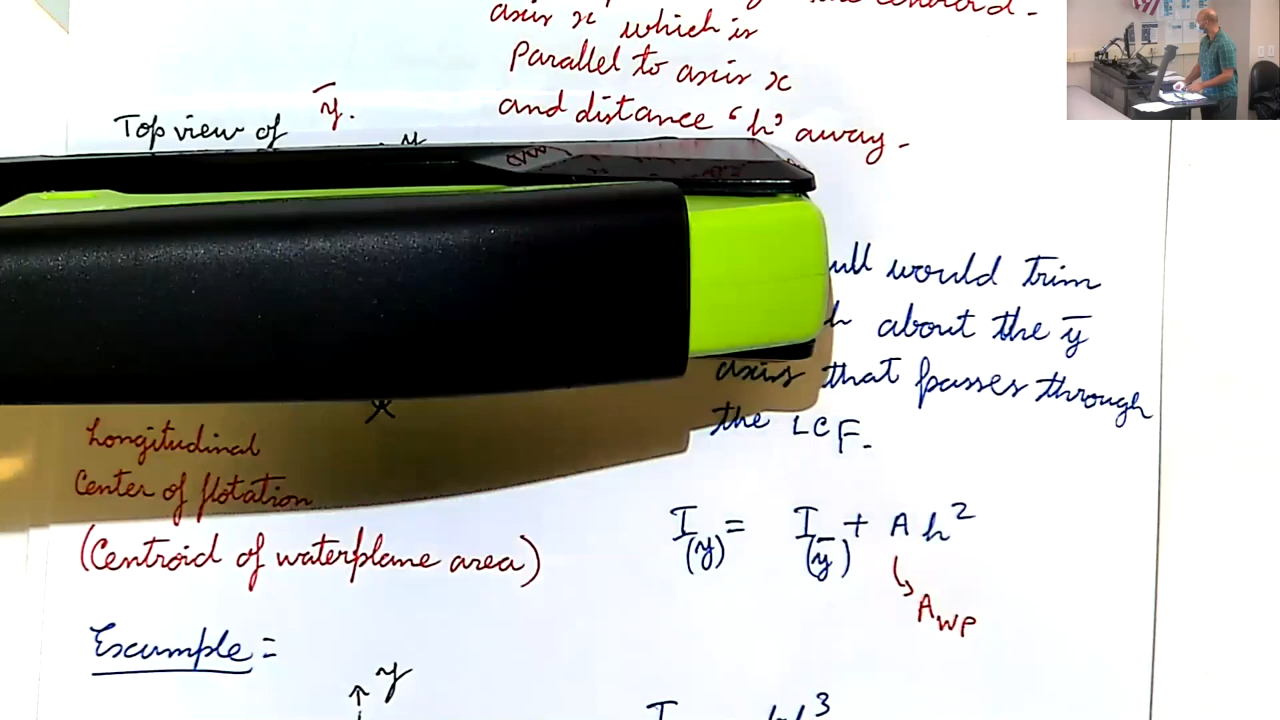 axis x which is
Parallel to axis x
and distance 'h' away.
Top view of
ȳ.
y
ull would trim
h about the ȳ
axis that passes through
the LCF.
Longitudinal
Center of flotation
(Centroid of waterplane area)
I(y) = I(ȳ) + A h²
A WP
Example =
y